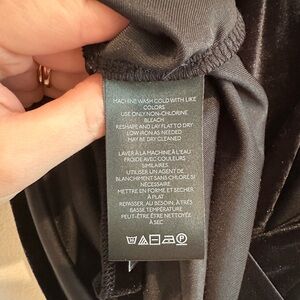 MACHINE WASH COLD WITH LIKE
COLORS
USE ONLY NON-CHLORINE
BLEACH
RESHAPE AND LAY FLAT TO DRY
LOW IRON AS NEEDED
MAY BE DRY CLEANED
LAVER À LA MACHINE À L'EAU
FROIDE AVEC COULEURS
SIMILAIRES
UTILISER UN AGENT DE
BLANCHIMENT SANS CHLORE SI
NÉCESSAIRE
METTRE EN FORME ET SÉCHER
À PLAT
REPASSER, AU BESOIN, À TRÈS
BASSE TEMPÉRATURE
PEUT-ÊTRE ÊTRE NETTOYÉE
À SEC